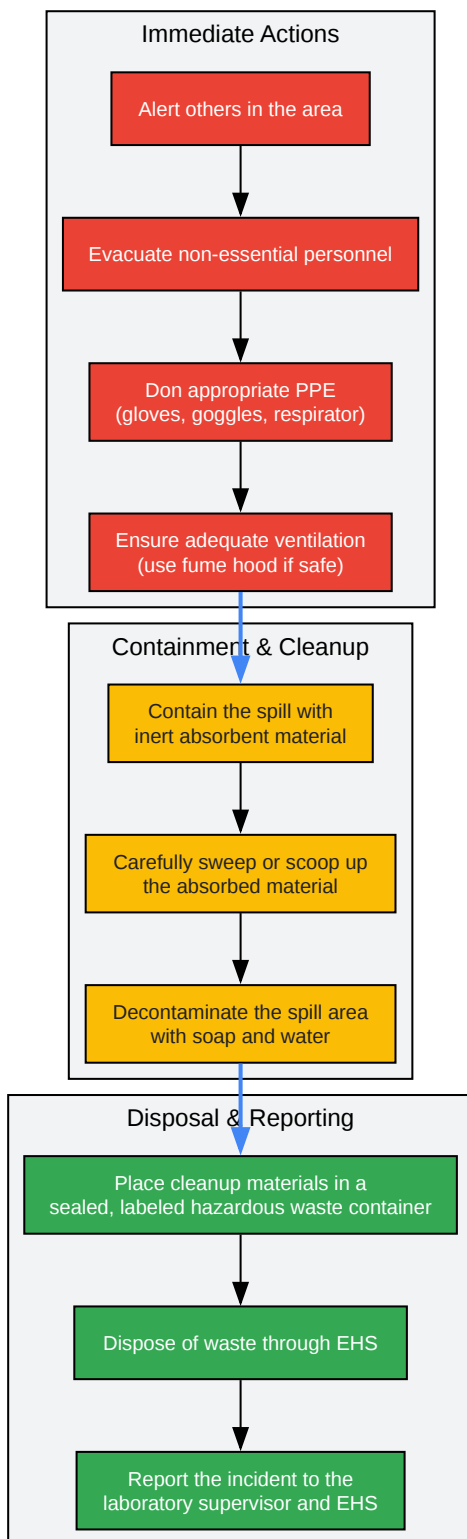 Immediate Actions
Alert others in the area
Evacuate non-essential personnel
Don appropriate PPE
(gloves, goggles, respirator)
Ensure adequate ventilation
(use fume hood if safe)
Containment & Cleanup
Contain the spill with
inert absorbent material
Carefully sweep or scoop up
the absorbed material
Decontaminate the spill area
with soap and water
Disposal & Reporting
Place cleanup materials in a
sealed, labeled hazardous waste container
Dispose of waste through EHS
Report the incident to the
laboratory supervisor and EHS